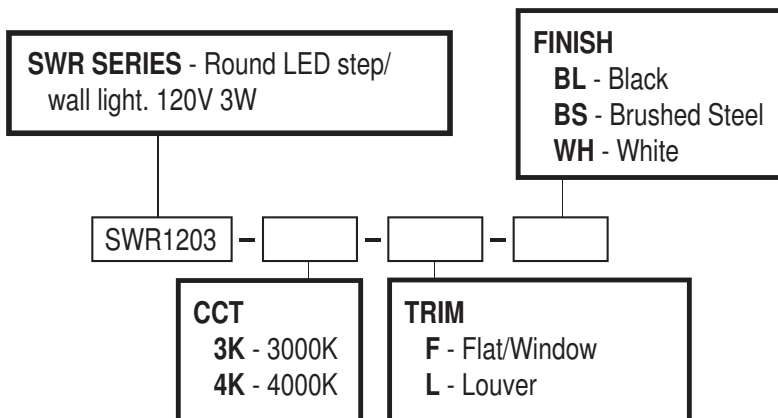 SWR SERIES - Round LED step/
wall light. 120V 3W
FINISH
BL - Black
BS - Brushed Steel
WH - White
SWR1203 - - -
CCT
3K - 3000K
4K - 4000K
TRIM
F - Flat/Window
L - Louver